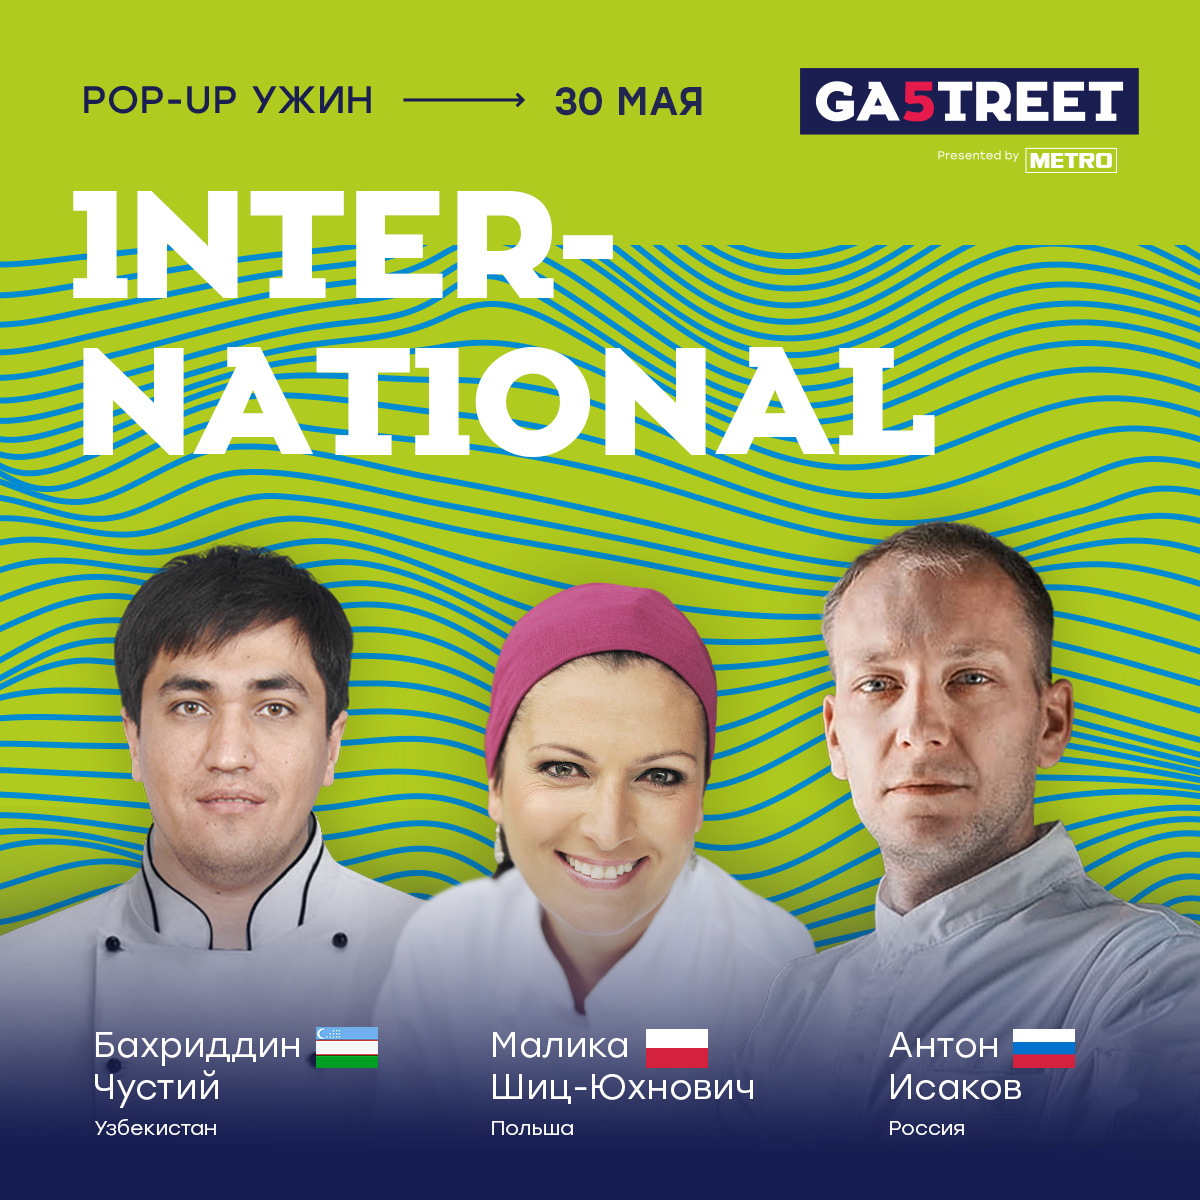 POP-UP УЖИН → 30 МАЯ
GA5TREET
Presented by METRO
INTER-
NATIONAL
Бахриддин
Чустий
Узбекистан
Малика
Шиц-Юхнович
Польша
Антон
Исаков
Россия